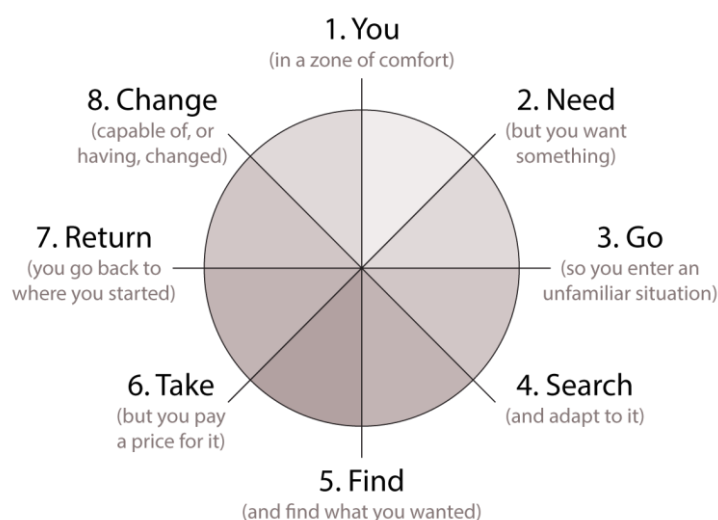 1. You
(in a zone of comfort)
2. Need
(but you want
something)
3. Go
(so you enter an
unfamiliar situation)
4. Search
(and adapt to it)
5. Find
(and find what you wanted)
6. Take
(but you pay
a price for it)
7. Return
(you go back to
where you started)
8. Change
(capable of, or
having, changed)